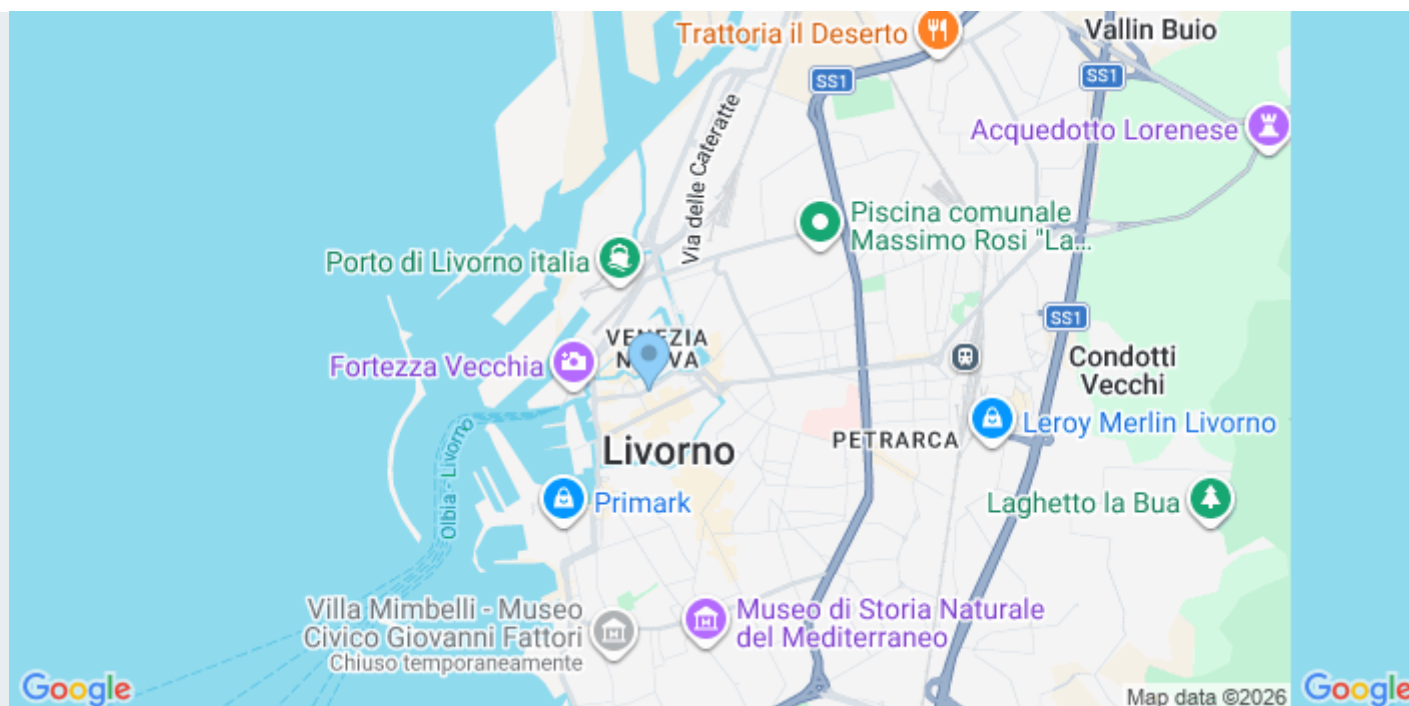 Trattoria il Deserto
Vallin Buio
SS1
SS1
Acquedotto Lorenese
Via delle Cateratte
Piscina comunale
Massimo Rosi "La...
Porto di Livorno italia
SS1
VENEZIA
NOVA
Fortezza Vecchia
Condotti
Vecchi
Leroy Merlin Livorno
PETRARCA
Livorno
Olbia - Livorno
Primark
Laghetto la Bua
Villa Mimbelli - Museo
Civico Giovanni Fattori
Chiuso temporaneamente
Museo di Storia Naturale
del Mediterraneo
Google
Map data ©2026
Google